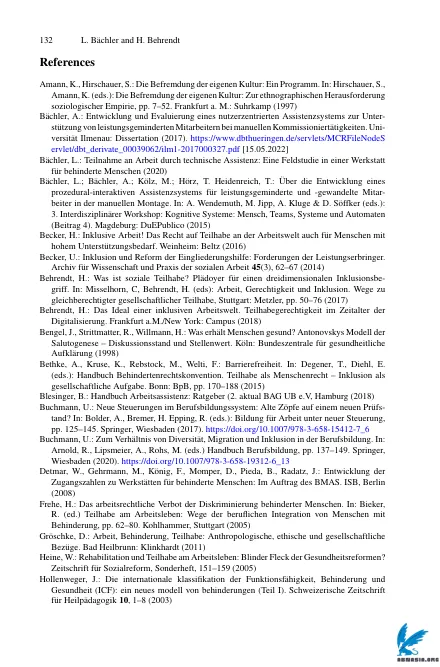 132 L. Bächler and H. Behrendt
References
Amann, K., Hirschauer, S.: Die Befremdung der eigenen Kultur: Ein Programm. In: Hirschauer, S.,
Amann, K. (eds.): Die Befremdung der eigenen Kultur: Zur ethnographischen Herausforderung
soziologischer Empirie, pp. 7–52. Frankfurt a. M.: Suhrkamp (1997)
Bächler, A.: Entwicklung und Evaluierung eines nutzerzentrierten Assistenzsystems zur Unter-
stützung von leistungsgeminderten Mitarbeitern bei manuellen Kommissioniertätigkeiten. Uni-
versität Ilmenau: Dissertation (2017). https://www.dbthueringen.de/servlets/MCRFileNodeS
ervlet/dbt_derivate_00039062/ilm1-2017000327.pdf [15.05.2022]
Bächler, L.: Teilnahme an Arbeit durch technische Assistenz: Eine Feldstudie in einer Werkstatt
für behinderte Menschen (2020)
Bächler, L.; Bächler, A.; Kölz, M.; Hörz, T. Heidenreich, T.: Über die Entwicklung eines
prozedural-interaktiven Assistenzsystems für leistungsgeminderte und -gewandelte Mitar-
beiter in der manuellen Montage. In: A. Wendemuth, M. Jipp, A. Kluge & D. Söffker (eds.):
3. Interdisziplinärer Workshop: Kognitive Systeme: Mensch, Teams, Systeme und Automaten
(Beitrag 4). Magdeburg: DuEPublico (2015)
Becker, H.: Inklusive Arbeit! Das Recht auf Teilhabe an der Arbeitswelt auch für Menschen mit
hohem Unterstützungsbedarf. Weinheim: Beltz (2016)
Becker, U.: Inklusion und Reform der Eingliederungshilfe: Forderungen der Leistungserbringer.
Archiv für Wissenschaft und Praxis der sozialen Arbeit 45(3), 62–67 (2014)
Behrendt, H.: Was ist soziale Teilhabe? Plädoyer für einen dreidimensionalen Inklusionsbe-
griff. In: Misselhorn, C, Behrendt, H. (eds): Arbeit, Gerechtigkeit und Inklusion. Wege zu
gleichberechtigter gesellschaftlicher Teilhabe, Stuttgart: Metzler, pp. 50–76 (2017)
Behrendt, H.: Das Ideal einer inklusiven Arbeitswelt. Teilhabegerechtigkeit im Zeitalter der
Digitalisierung. Frankfurt a.M./New York: Campus (2018)
Bengel, J., Strittmatter, R., Willmann, H.: Was erhält Menschen gesund? Antonovskys Modell der
Salutogenese – Diskussionsstand und Stellenwert. Köln: Bundeszentrale für gesundheitliche
Aufklärung (1998)
Bethke, A., Kruse, K., Rebstock, M., Welti, F.: Barrierefreiheit. In: Degener, T., Diehl, E.
(eds.): Handbuch Behindertenrechtskonvention. Teilhabe als Menschenrecht – Inklusion als
gesellschaftliche Aufgabe. Bonn: BpB, pp. 170–188 (2015)
Blesinger, B.: Handbuch Arbeitsassistenz: Ratgeber (2. aktual BAG UB e.V, Hamburg (2018)
Buchmann, U.: Neue Steuerungen im Berufsbildungssystem: Alte Zöpfe auf einem neuen Prüfs-
tand? In: Bolder, A., Bremer, H. Epping, R. (eds.): Bildung für Arbeit unter neuer Steuerung,
pp. 125–145. Springer, Wiesbaden (2017). https://doi.org/10.1007/978-3-658-15412-7_6
Buchmann, U.: Zum Verhältnis von Diversität, Migration und Inklusion in der Berufsbildung. In:
Arnold, R., Lipsmeier, A., Rohs, M. (eds.) Handbuch Berufsbildung, pp. 137–149. Springer,
Wiesbaden (2020). https://doi.org/10.1007/978-3-658-19312-6_13
Detmar, W., Gehrmann, M., König, F., Momper, D., Pieda, B., Radatz, J.: Entwicklung der
Zugangszahlen zu Werkstätten für behinderte Menschen: Im Auftrag des BMAS. ISB, Berlin
(2008)
Frehe, H.: Das arbeitsrechtliche Verbot der Diskriminierung behinderter Menschen. In: Bieker,
R. (ed.) Teilhabe am Arbeitsleben: Wege der beruflichen Integration von Menschen mit
Behinderung, pp. 62–80. Kohlhammer, Stuttgart (2005)
Gröschke, D.: Arbeit, Behinderung, Teilhabe: Anthropologische, ethische und gesellschaftliche
Bezüge. Bad Heilbrunn: Klinkhardt (2011)
Heine, W.: Rehabilitation und Teilhabe am Arbeitsleben: Blinder Fleck der Gesundheitsreformen?
Zeitschrift für Sozialreform, Sonderheft, 151–159 (2005)
Hollenweger, J.: Die internationale klassifikation der Funktionsfähigkeit, Behinderung und
Gesundheit (ICF): ein neues modell von behinderungen (Teil I). Schweizerische Zeitschrift
für Heilpädagogik 10, 1–8 (2003)